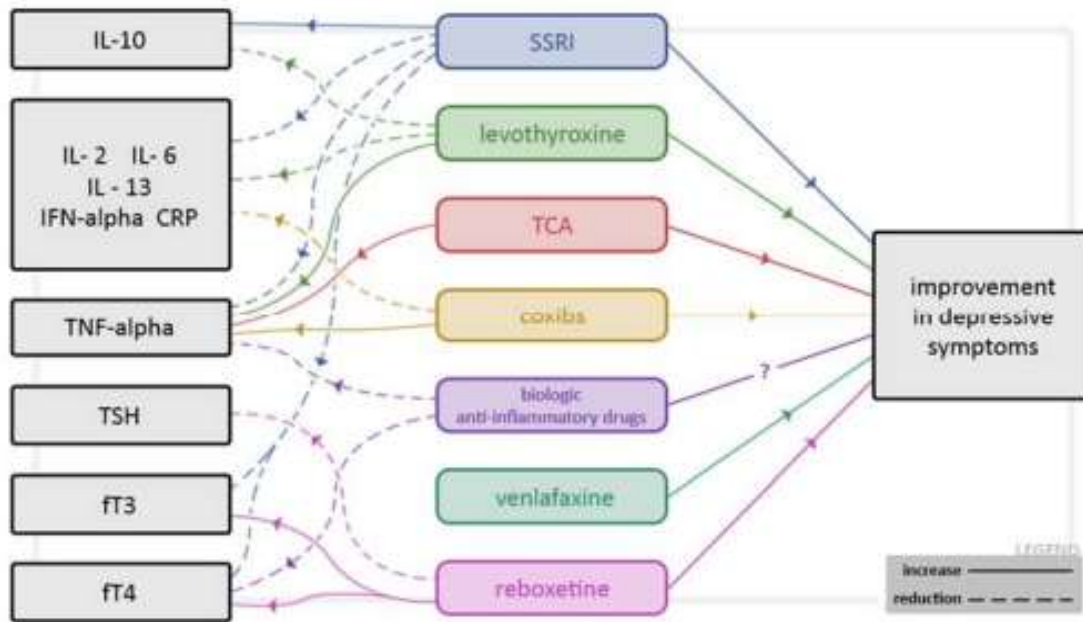 IL-10
IL- 2 IL- 6
IL - 13
IFN-alpha CRP
TNF-alpha
TSH
fT3
fT4
SSRI
levothyroxine
TCA
coxibs
biologic
anti-inflammatory drugs
venlafaxine
reboxetine
?
improvement
in depressive
symptoms
LEGEND
increase
reduction